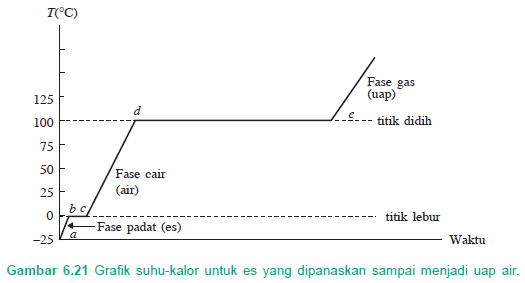 T(°C)
125
100
75
50
25
0
–25
a
b c
d
e
Fase gas
(uap)
titik didih
Fase cair
(air)
titik lebur
Fase padat (es)
Waktu
Gambar 6.21 Grafik suhu-kalor untuk es yang dipanaskan sampai menjadi uap air.